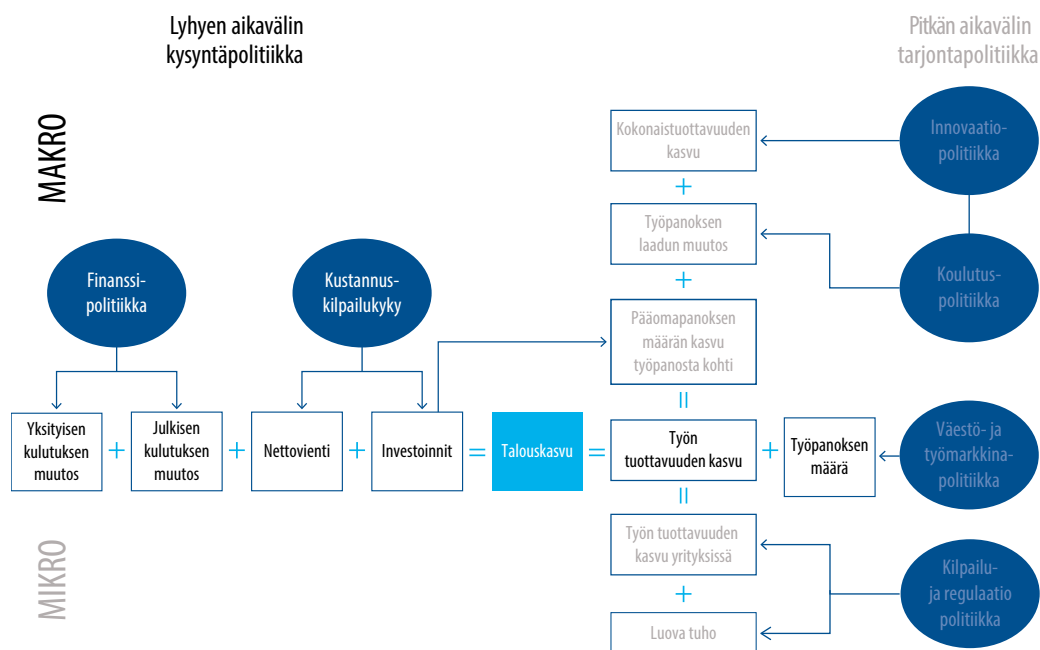 Lyhyen aikavälin
kysyntäpolitiikka
Pitkän aikavälin
tarjontapolitiikka
MAKRO
Kokonaistuottavuuden
kasvu
Innovaatio-
politiikka
+
Työpanoksen
laadun muutos
Koulutus-
politiikka
+
Finanssi-
politiikka
Kustannus-
kilpailukyky
Pääomapanoksen
määrän kasvu
työpanosta kohti
=
Yksityisen
kulutuksen
muutos
+
Julkisen
kulutuksen
muutos
+
Nettovienti
+
Investoinnit
=
Talouskasvu
=
Työn
tuottavuuden kasvu
+
Työpanoksen
määrä
Väestö- ja
työmarkkina-
politiikka
=
MIKRO
Työn tuottavuuden
kasvu yrityksissä
+
Luova tuho
Kilpailu-
ja regulaatio
politiikka